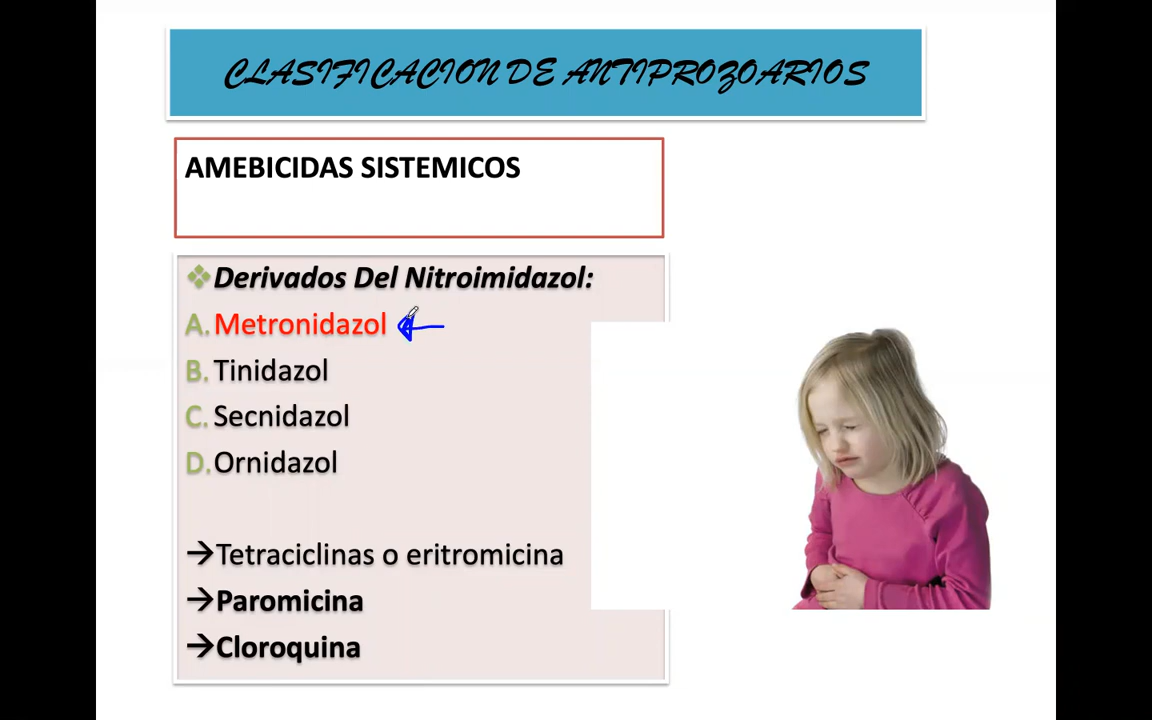 CLASIFICACION DE ANTIPROZOARIOS
AMEBICIDAS SISTEMICOS
❖Derivados Del Nitroimidazol:
A. Metronidazol
B. Tinidazol
C. Secnidazol
D. Ornidazol
→Tetraciclinas o eritromicina
→Paromicina
→Cloroquina